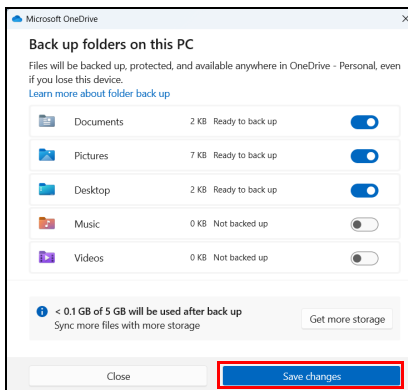 Microsoft OneDrive
Back up folders on this PC
Files will be backed up, protected, and available anywhere in OneDrive - Personal, even
if you lose this device.
Learn more about folder back up
Documents 2 KB Ready to back up
Pictures 7 KB Ready to back up
Desktop 2 KB Ready to back up
Music 0 KB Not backed up
Videos 0 KB Not backed up
< 0.1 GB of 5 GB will be used after back up
Sync more files with more storage
Get more storage
Close Save changes